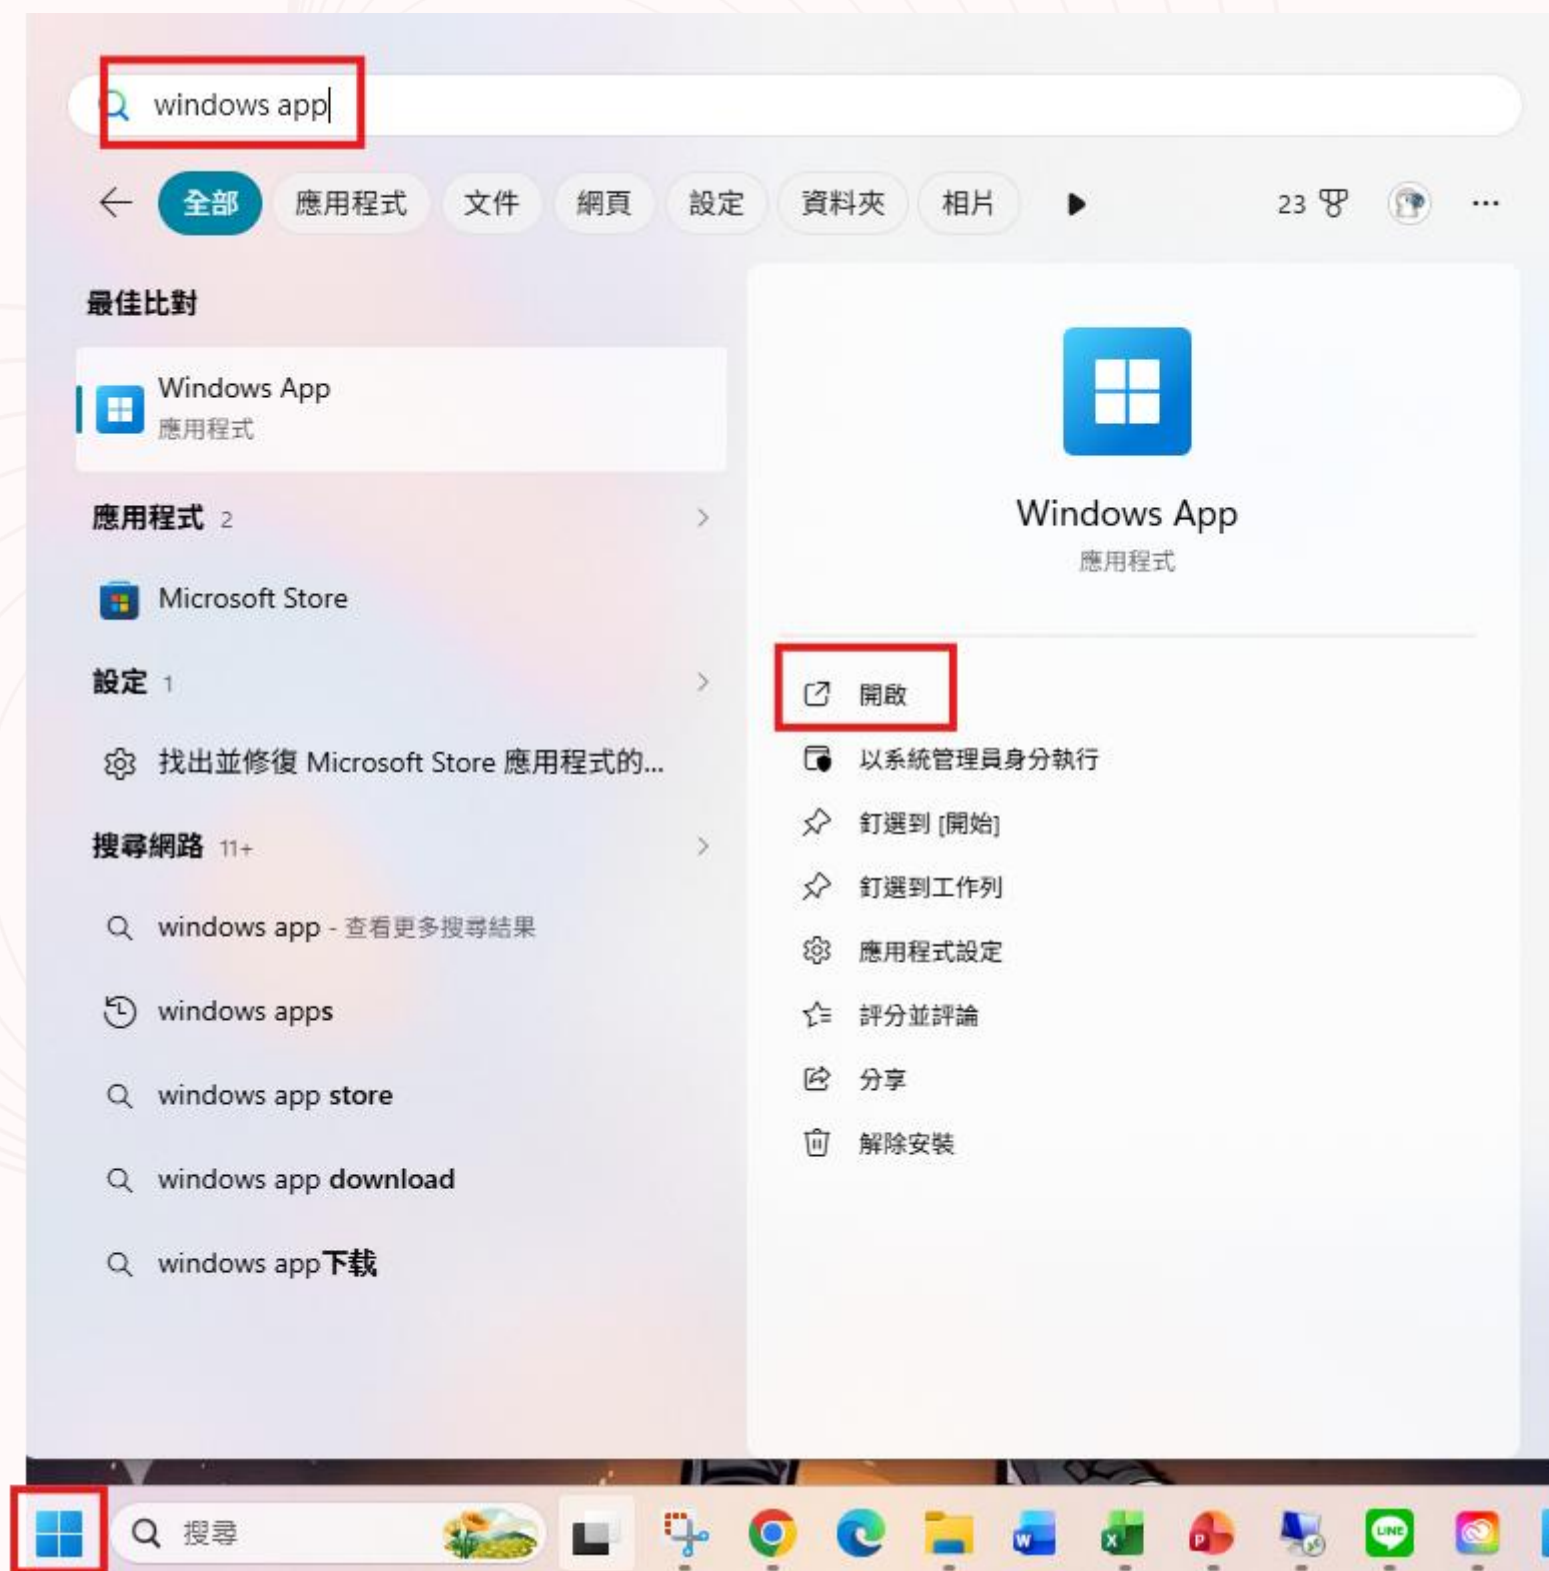 windows app
全部 應用程式 文件 網頁 設定 資料夾 相片 23
最佳比對
Windows App
應用程式
應用程式 2
Microsoft Store
設定 1
找出並修復 Microsoft Store 應用程式的...
搜尋網路 11+
windows app - 查看更多搜尋結果
windows apps
windows app store
windows app download
windows app下载
Windows App
應用程式
開啟
以系統管理員身分執行
釘選到 [開始]
釘選到工作列
應用程式設定
評分並評論
分享
解除安裝
搜尋
W
X
P
LINE